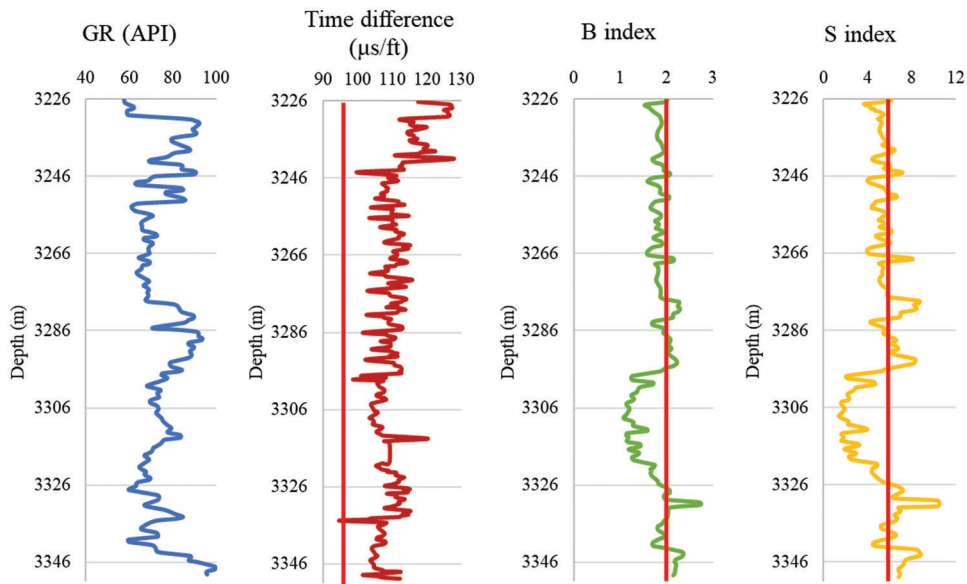 GR (API)
40 60 80 100
Depth (m)
3226
3246
3266
3286
3306
3326
3346
Time difference
(μs/ft)
90 100 110 120 130
Depth (m)
3226
3246
3266
3286
3306
3326
3346
B index
0 1 2 3
Depth (m)
3226
3246
3266
3286
3306
3326
3346
S index
0 4 8 12
Depth (m)
3226
3246
3266
3286
3306
3326
3346